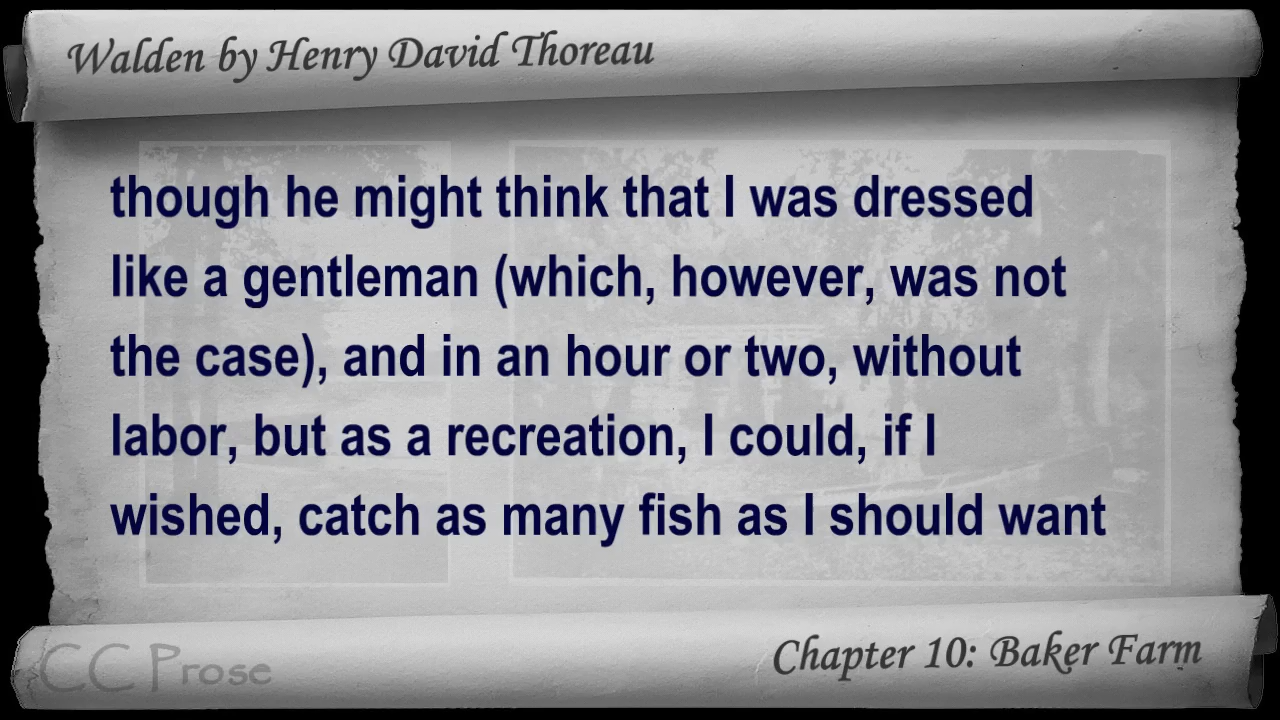 Walden by Henry David Thoreau
though he might think that I was dressed
like a gentleman (which, however, was not
the case), and in an hour or two, without
labor, but as a recreation, I could, if I
wished, catch as many fish as I should want
CC Prose
Chapter 10: Baker Farm